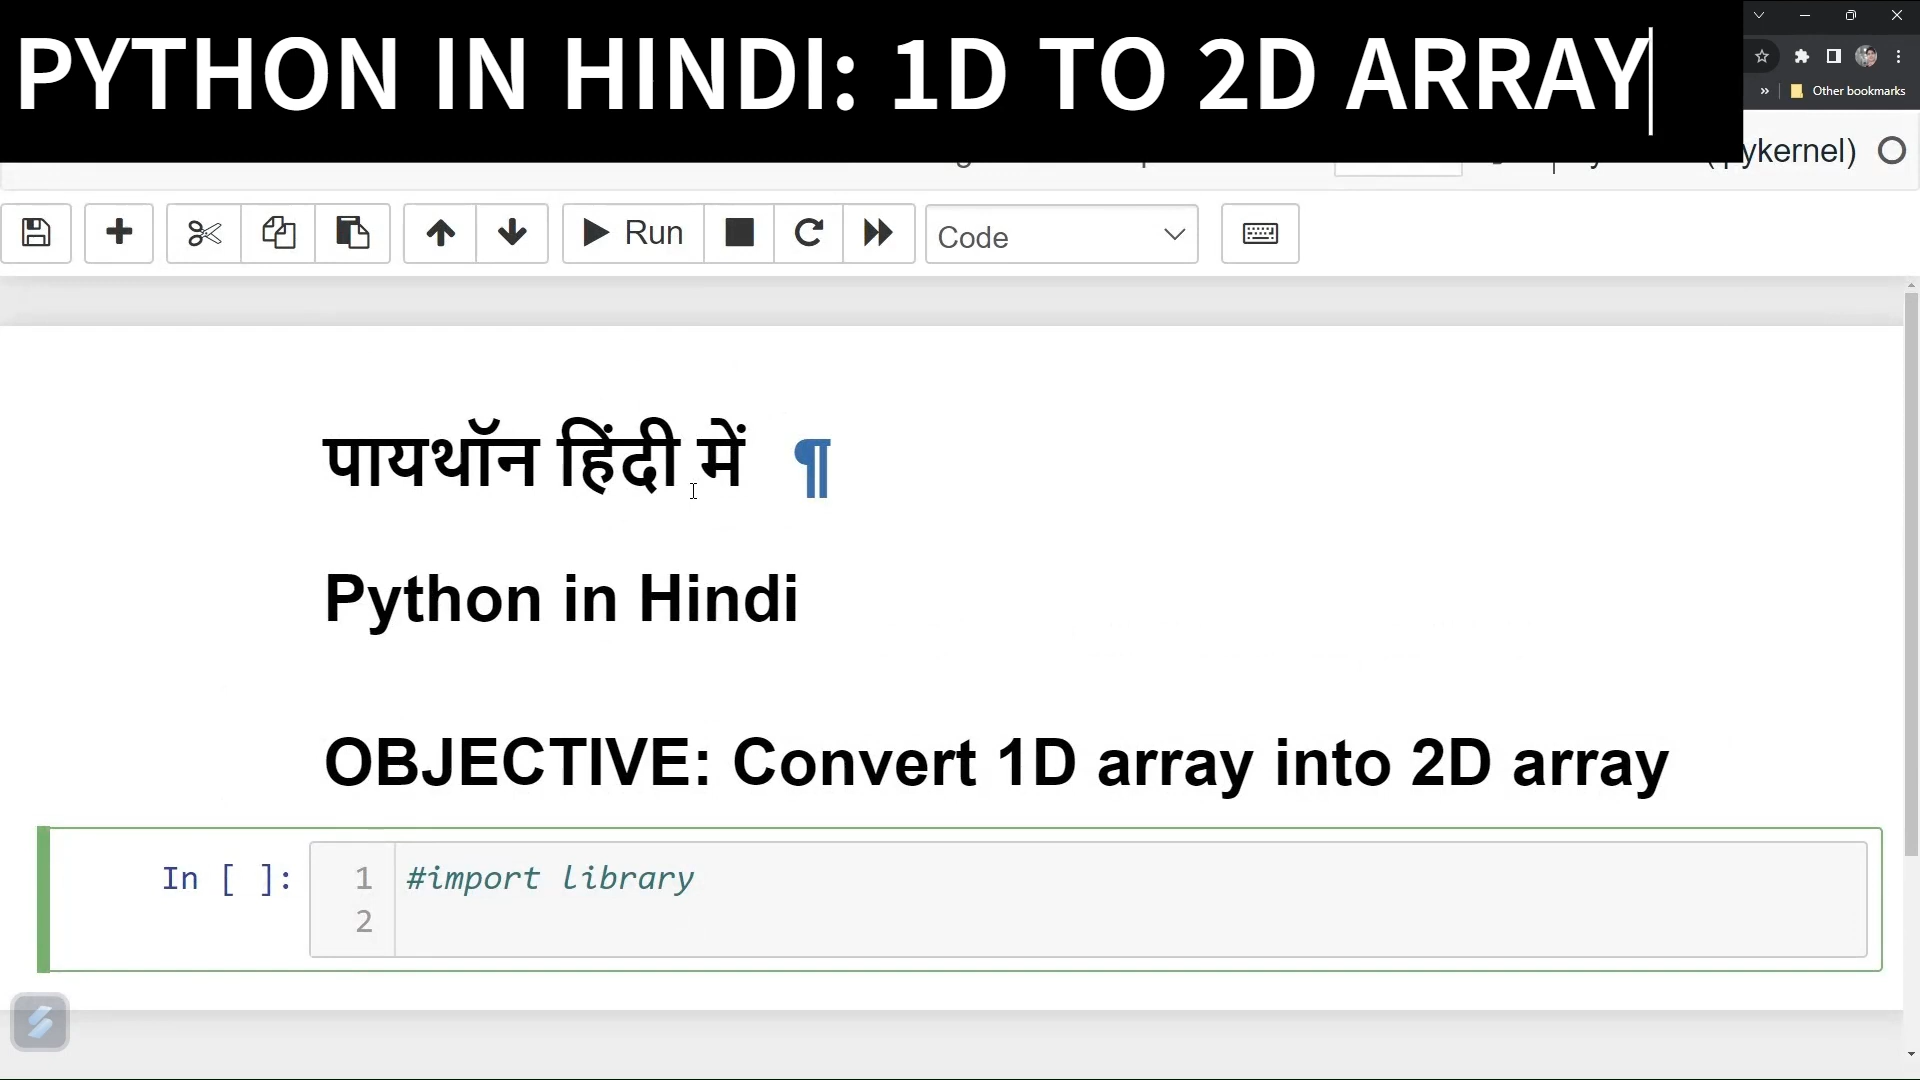 PYTHON IN HINDI: 1D TO 2D ARRAY
Other bookmarks
ykernel)
Run
Code
पायथॉन हिंदी में ¶
Python in Hindi
OBJECTIVE: Convert 1D array into 2D array
In [ ]:
1 #import library
2